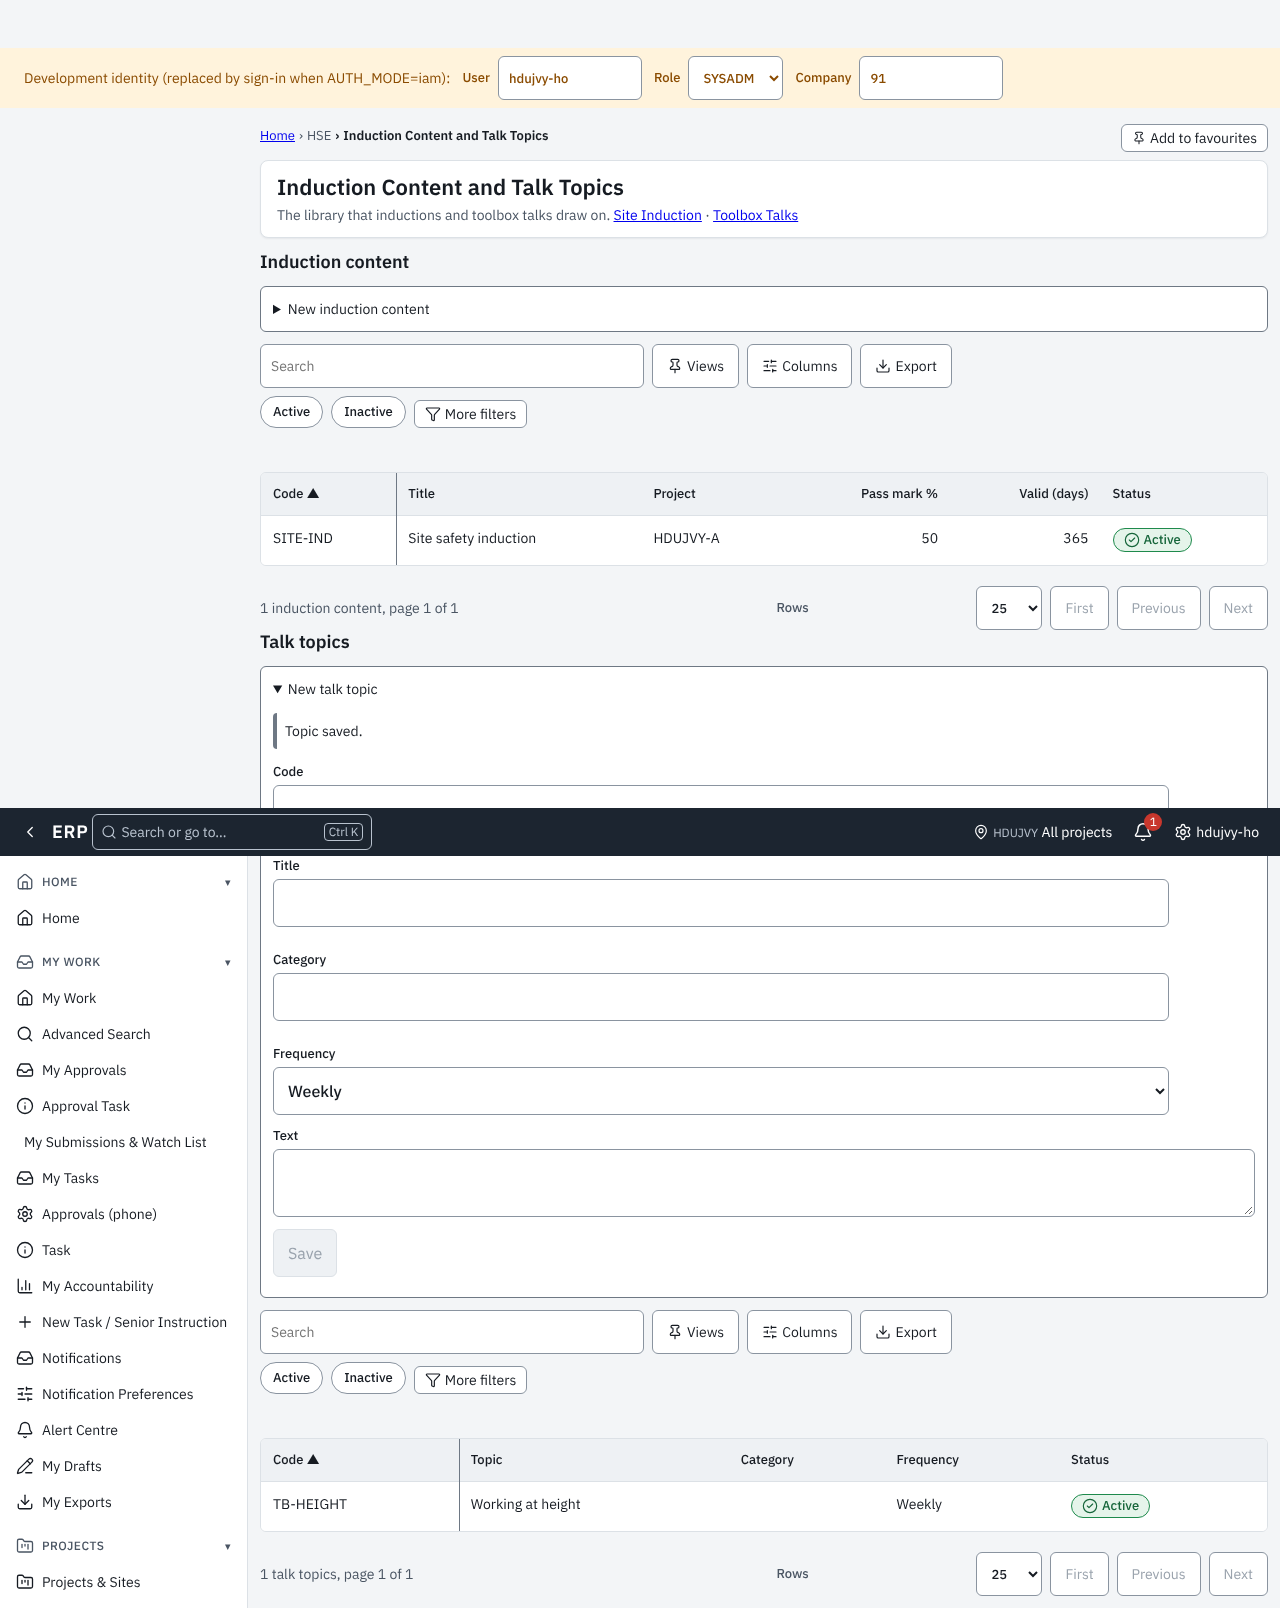 Development identity (replaced by sign-in when AUTH_MODE=iam): User hdujvy-ho Role SYSADM Company 91
Home › HSE › Induction Content and Talk Topics
Add to favourites
Induction Content and Talk Topics
The library that inductions and toolbox talks draw on. Site Induction · Toolbox Talks
Induction content
New induction content
Search Views Columns Export
Active Inactive More filters
Code ▲ Title Project Pass mark % Valid (days) Status
SITE-IND Site safety induction HDUJVY-A 50 365 Active
1 induction content, page 1 of 1 Rows 25 First Previous Next
Talk topics
New talk topic
Topic saved.
Code
ERP Search or go to... Ctrl K HDUJVY All projects 1 hdujvy-ho
Title
Category
Frequency
Weekly
Text
Save
Search Views Columns Export
Active Inactive More filters
Code ▲ Topic Category Frequency Status
TB-HEIGHT Working at height Weekly Active
1 talk topics, page 1 of 1 Rows 25 First Previous Next
HOME
Home
MY WORK
My Work
Advanced Search
My Approvals
Approval Task
My Submissions & Watch List
My Tasks
Approvals (phone)
Task
My Accountability
New Task / Senior Instruction
Notifications
Notification Preferences
Alert Centre
My Drafts
My Exports
PROJECTS
Projects & Sites